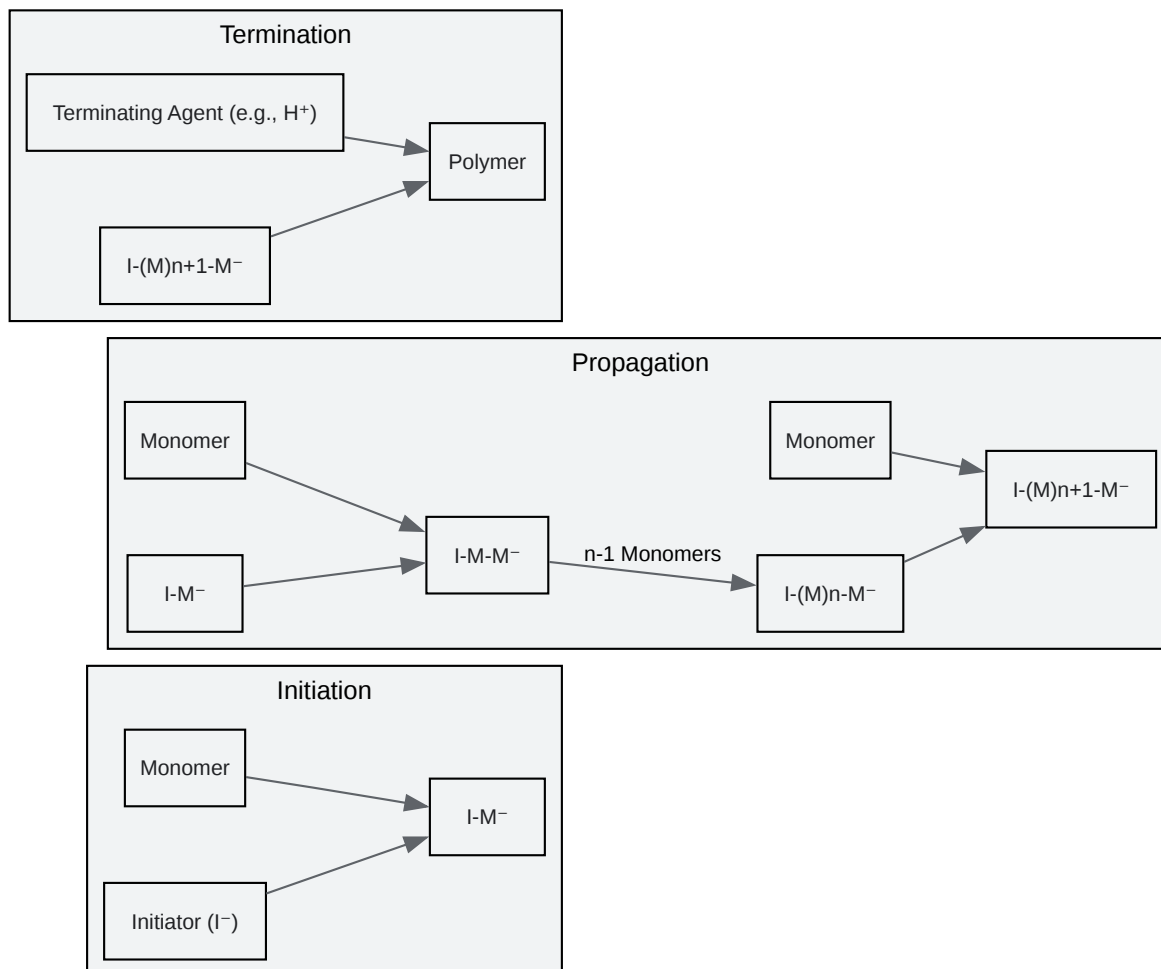 Termination
Terminating Agent (e.g., H⁺)
Polymer
I-(M)n+1-M⁻
Propagation
Monomer
Monomer
I-(M)n+1-M⁻
I-M-M⁻
n-1 Monomers
I-M⁻
I-(M)n-M⁻
Initiation
Monomer
I-M⁻
Initiator (I⁻)